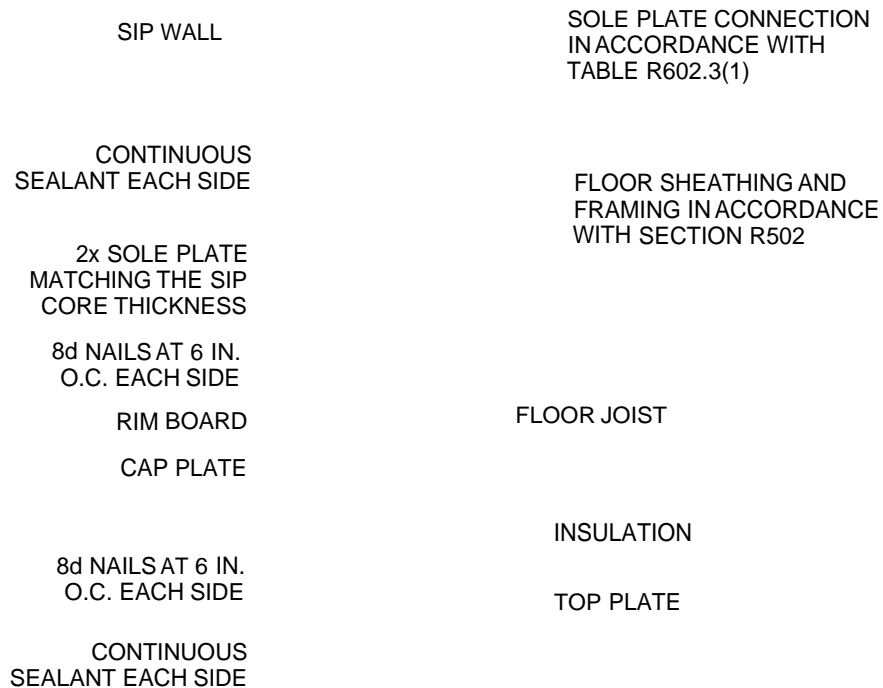 SIP WALL
CONTINUOUS
SEALANT EACH SIDE
2x SOLE PLATE
MATCHING THE SIP
CORE THICKNESS
8d NAILS AT 6 IN.
O.C. EACH SIDE
RIM BOARD
CAP PLATE
8d NAILS AT 6 IN.
O.C. EACH SIDE
CONTINUOUS
SEALANT EACH SIDE
SOLE PLATE CONNECTION
IN ACCORDANCE WITH
TABLE R602.3(1)
FLOOR SHEATHING AND
FRAMING IN ACCORDANCE
WITH SECTION R502
FLOOR JOIST
INSULATION
TOP PLATE